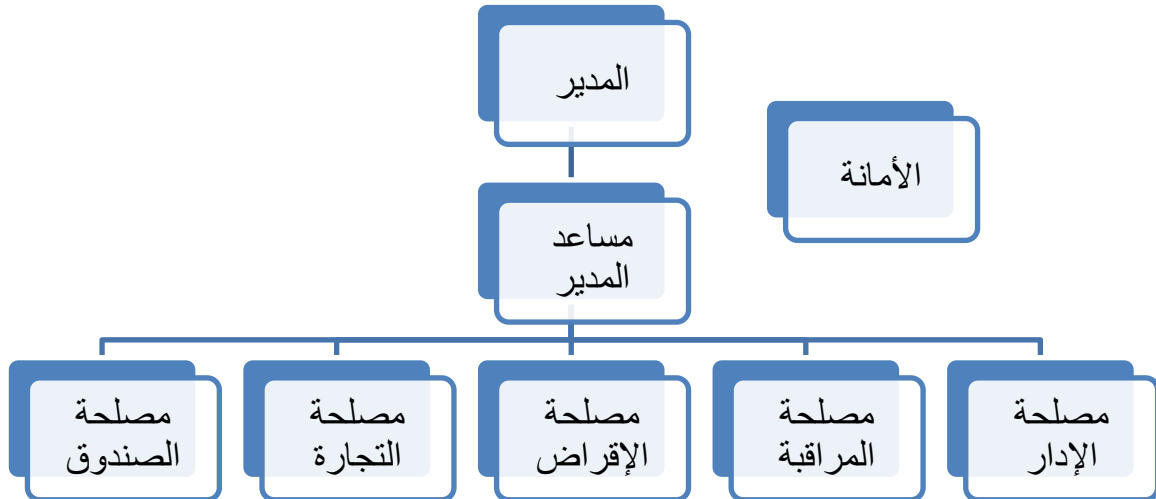 المدير
الأمانة
مساعد
المدير
مصلحة
الإدار
مصلحة
المراقبة
مصلحة
الإقراض
مصلحة
التجارة
مصلحة
الصندوق